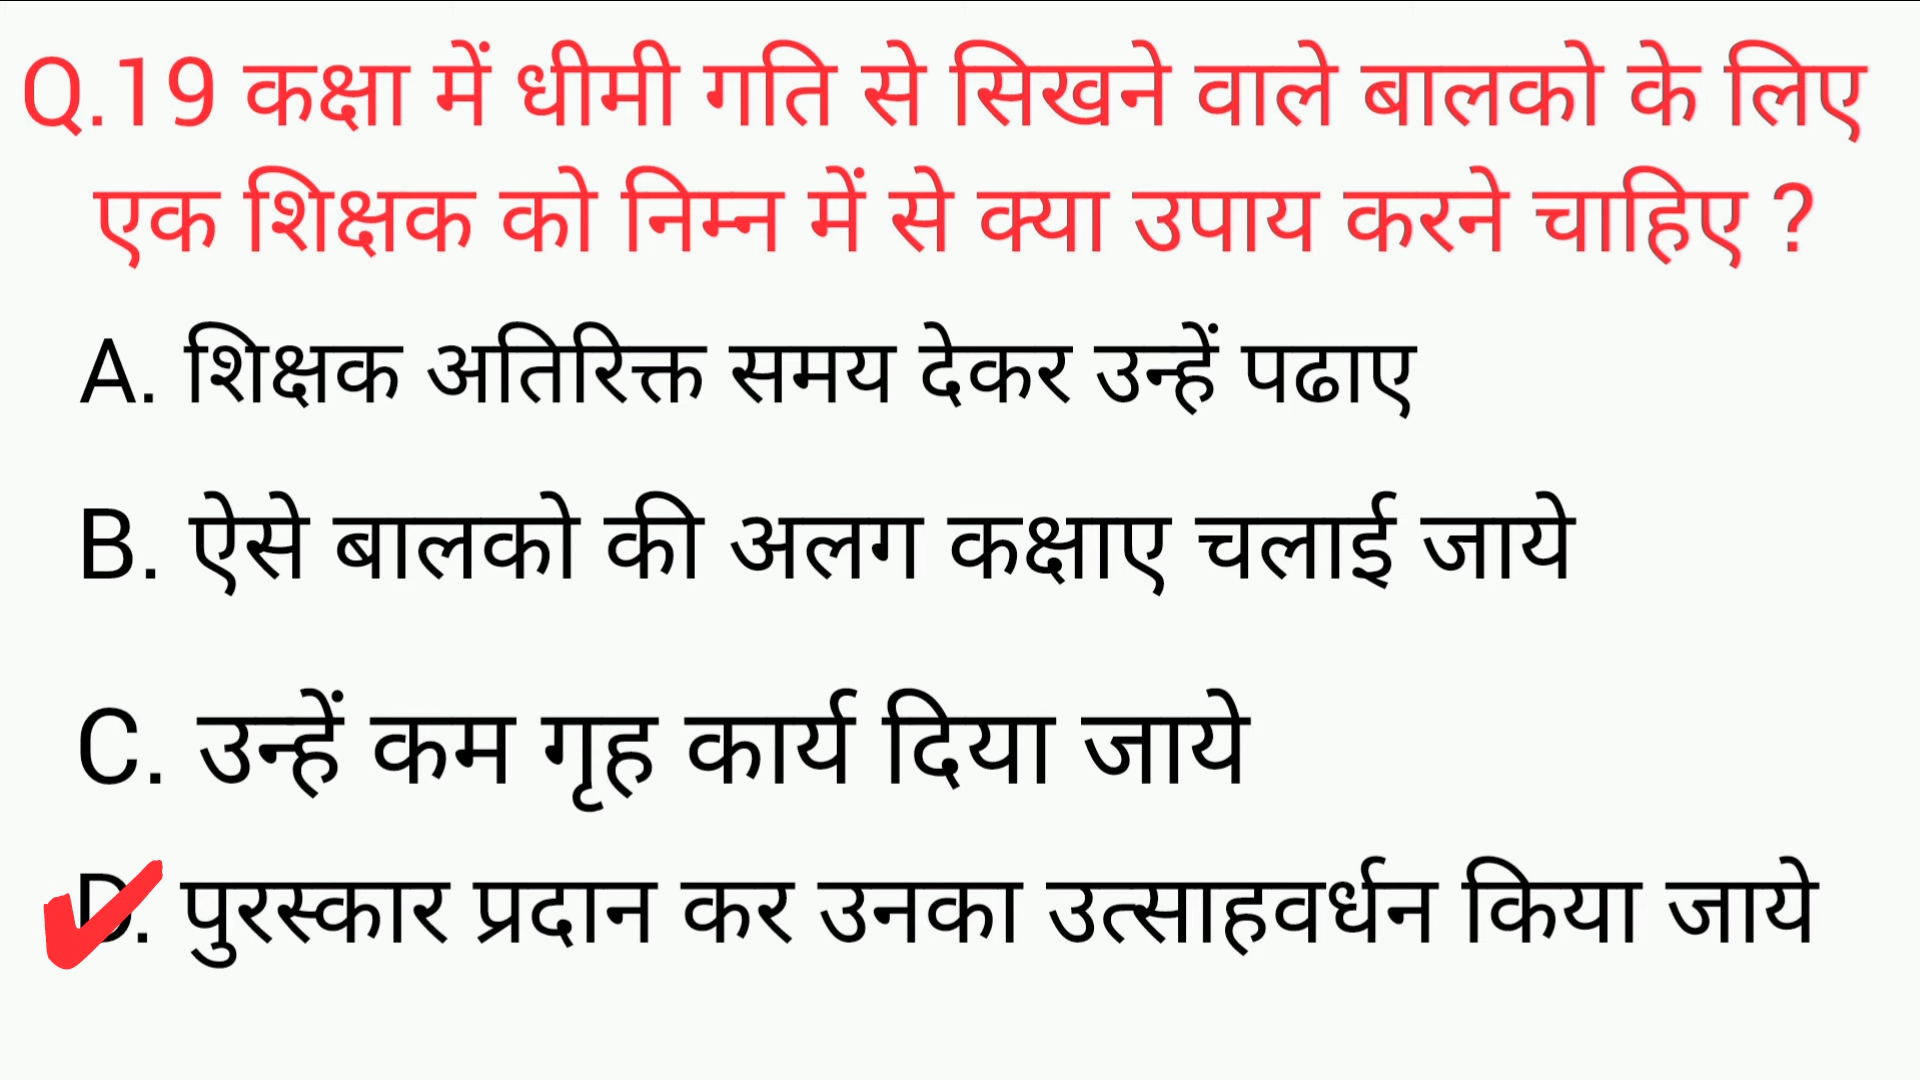 Q.19 कक्षा में धीमी गति से सिखने वाले बालको के लिए
एक शिक्षक को निम्न में से क्या उपाय करने चाहिए ?
A. शिक्षक अतिरिक्त समय देकर उन्हें पढाए
B. ऐसे बालको की अलग कक्षाए चलाई जाये
C. उन्हें कम गृह कार्य दिया जाये
D. पुरस्कार प्रदान कर उनका उत्साहवर्धन किया जाये